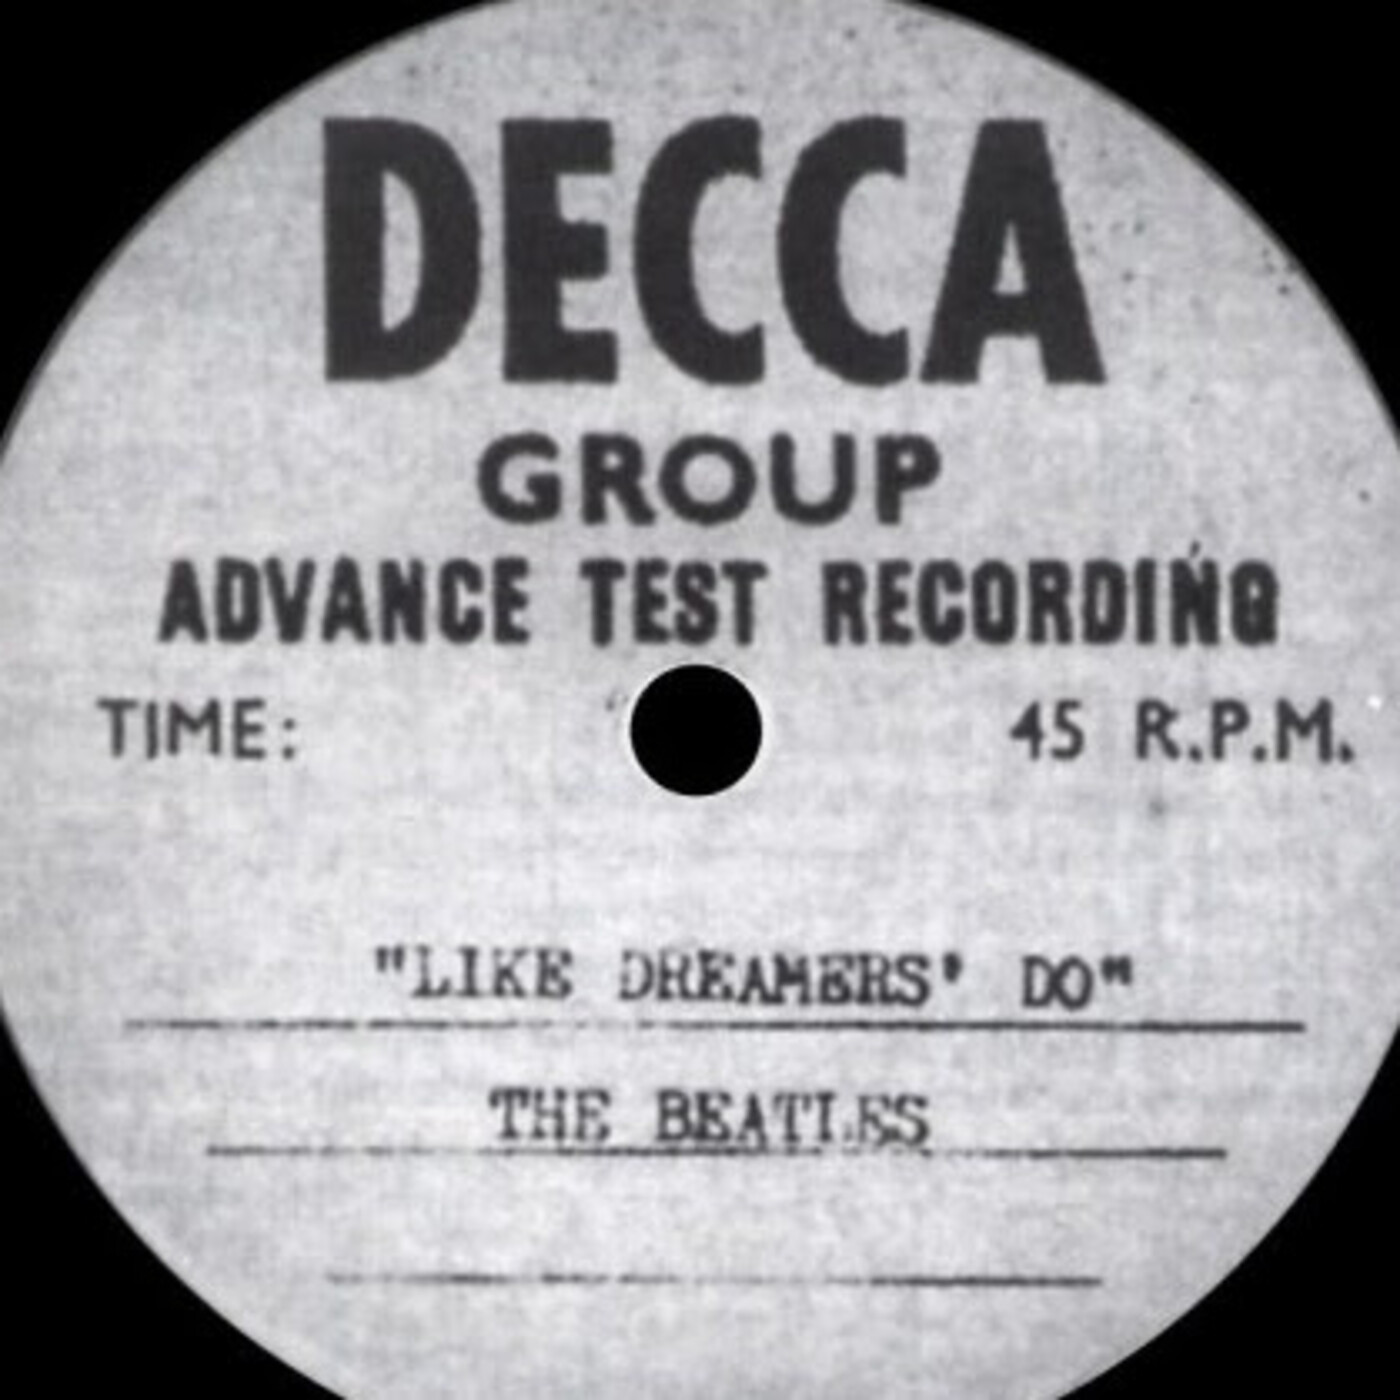 DECCA
GROUP
ADVANCE TEST RECORDING
TIME: 45 R.P.M.
"LIKE DREAMERS' DO"
THE BEATLES